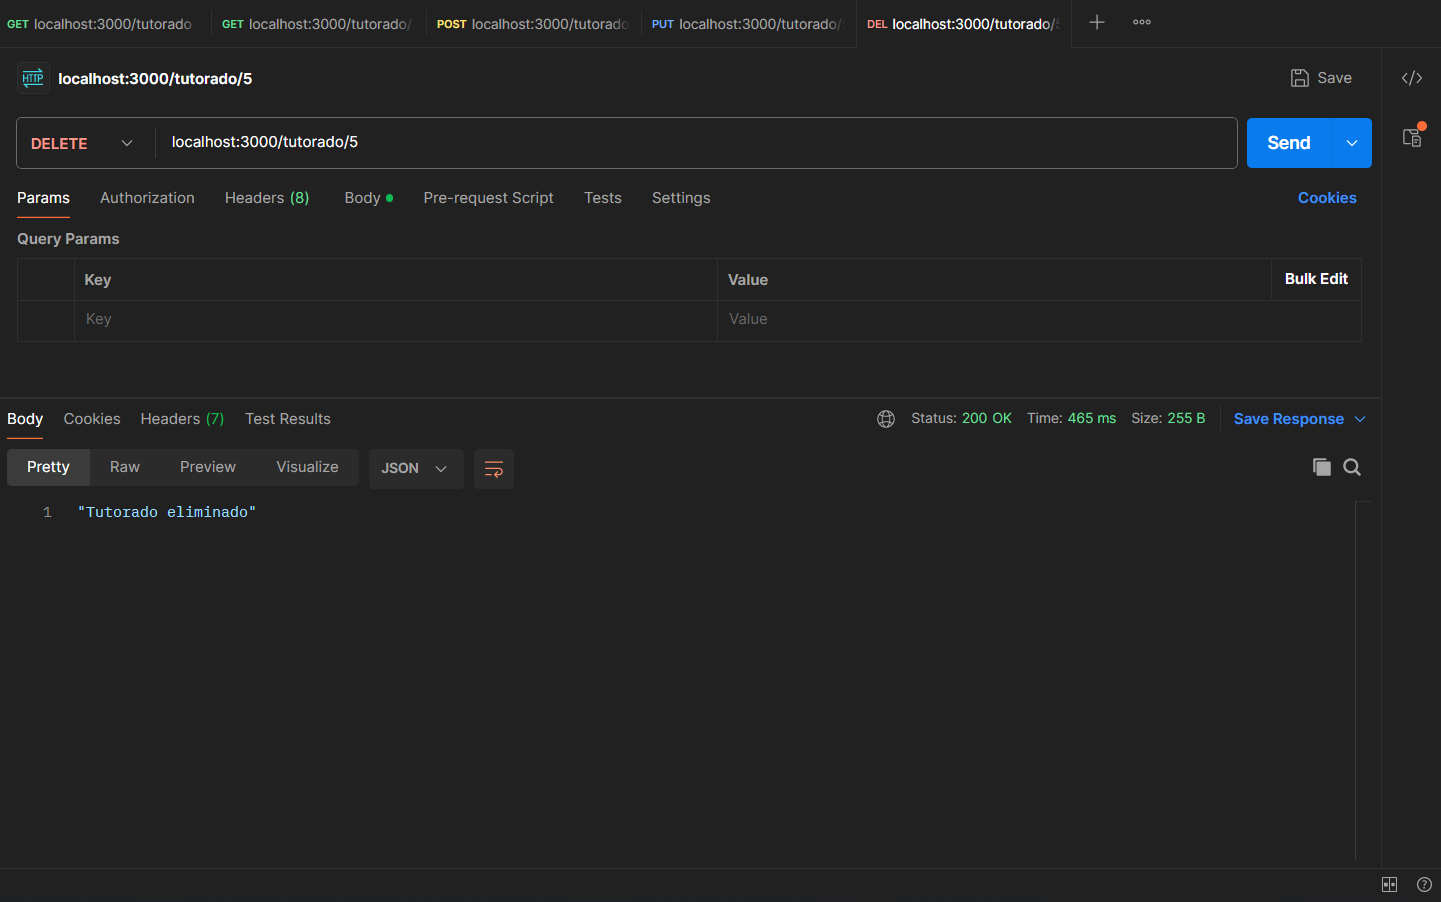 GET localhost:3000/tutorado GET localhost:3000/tutorado/ POST localhost:3000/tutorado PUT localhost:3000/tutorado/ DEL localhost:3000/tutorado/5
HTTP localhost:3000/tutorado/5 Save </>
DELETE localhost:3000/tutorado/5 Send
Params Authorization Headers (8) Body Pre-request Script Tests Settings Cookies
Query Params
Key Value Bulk Edit
Key Value
Body Cookies Headers (7) Test Results Status: 200 OK Time: 465 ms Size: 255 B Save Response
Pretty Raw Preview Visualize JSON
1 "Tutorado eliminado"